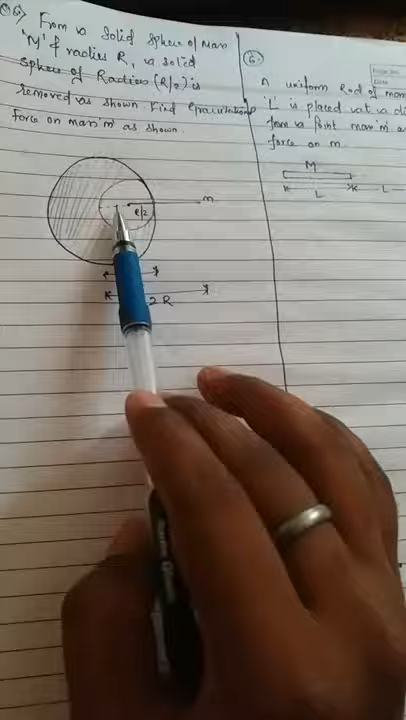 Q5) From a Solid Sphere of Mass
'M' & radius R, a solid
sphere of Radius (R/2) is
removed as shown. Find Gravitational
force on mass 'm' as shown.
R/2
m
2R
6.
A uniform Rod of mass
'L' is placed at a di
from a point mass 'm' a
force on m.
M
L
L